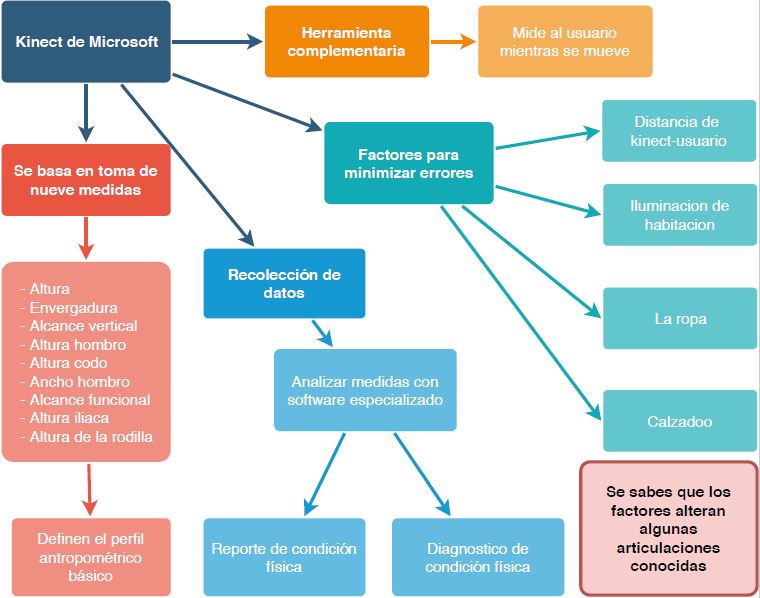 Kinect de Microsoft
Herramienta
complementaria
Mide al usuario
mientras se mueve
Se basa en toma de
nueve medidas
Factores para
minimizar errores
Distancia de
kinect-usuario
Iluminacion de
habitacion
La ropa
Calzadoo
Recolección de
datos
- Altura
- Envergadura
- Alcance vertical
- Altura hombro
- Altura codo
- Ancho hombro
- Alcance funcional
- Altura iliaca
- Altura de la rodilla
Analizar medidas con
software especializado
Definen el perfil
antropométrico
básico
Reporte de condición
física
Diagnostico de
condición física
Se sabes que los
factores alteran
algunas
articulaciones
conocidas